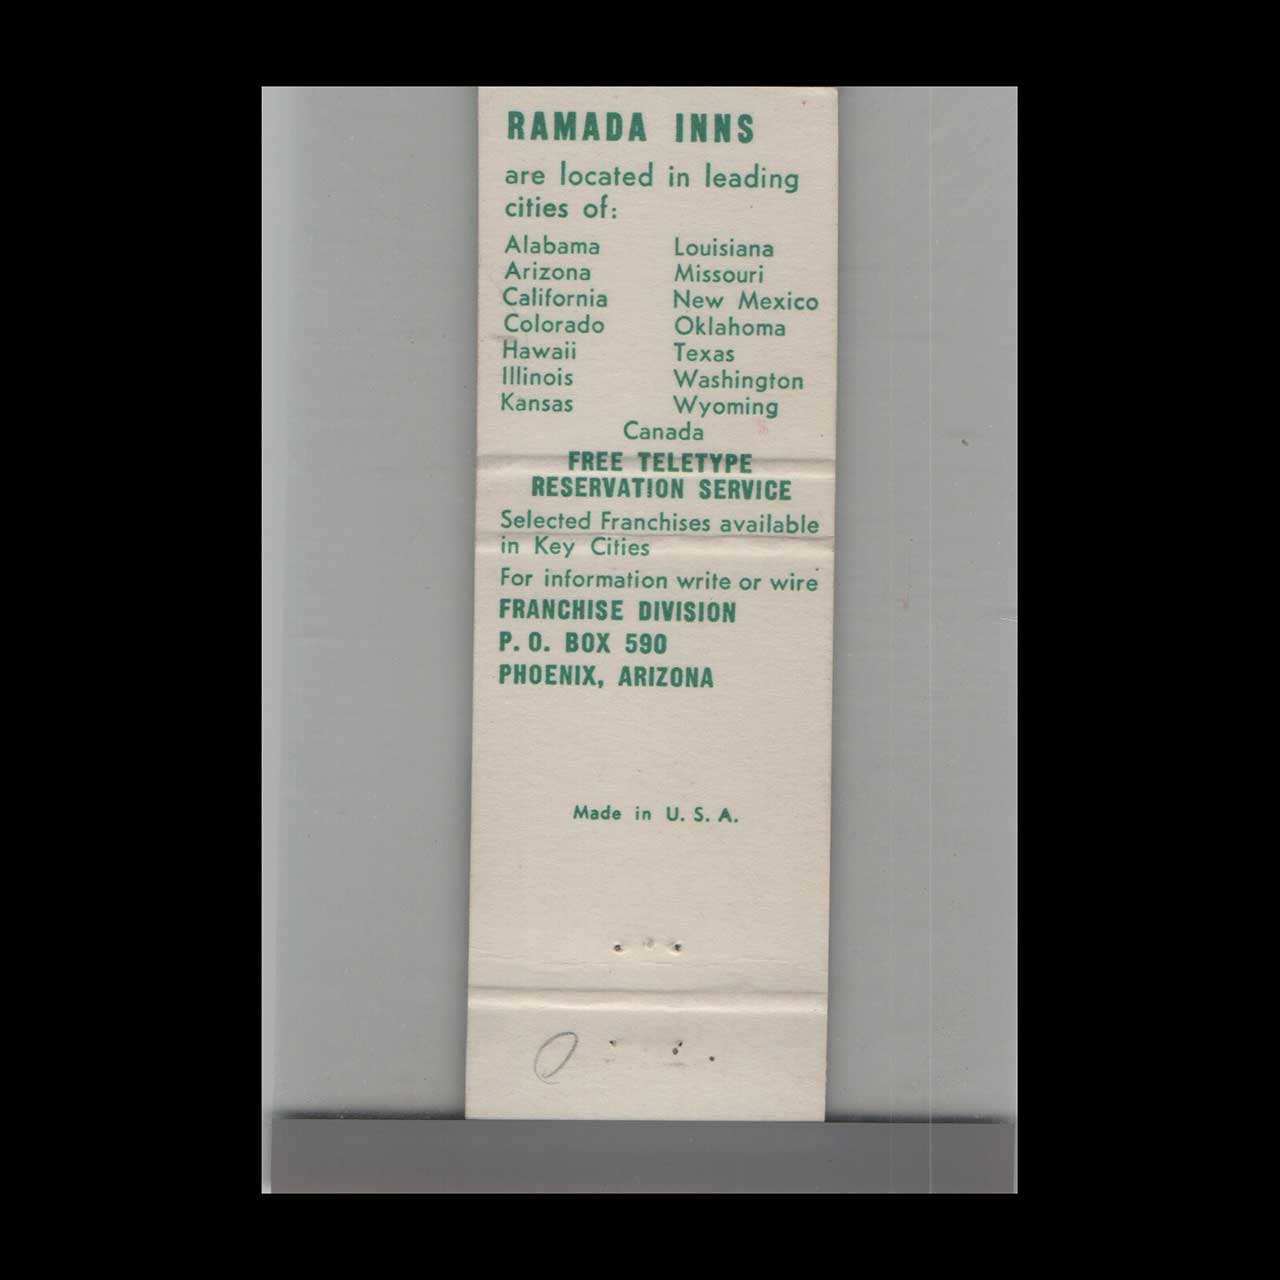 RAMADA INNS
are located in leading
cities of:
Alabama Louisiana
Arizona Missouri
California New Mexico
Colorado Oklahoma
Hawaii Texas
Illinois Washington
Kansas Wyoming
Canada
FREE TELETYPE
RESERVATION SERVICE
Selected Franchises available
in Key Cities
For information write or wire
FRANCHISE DIVISION
P. O. BOX 590
PHOENIX, ARIZONA
Made in U. S. A.